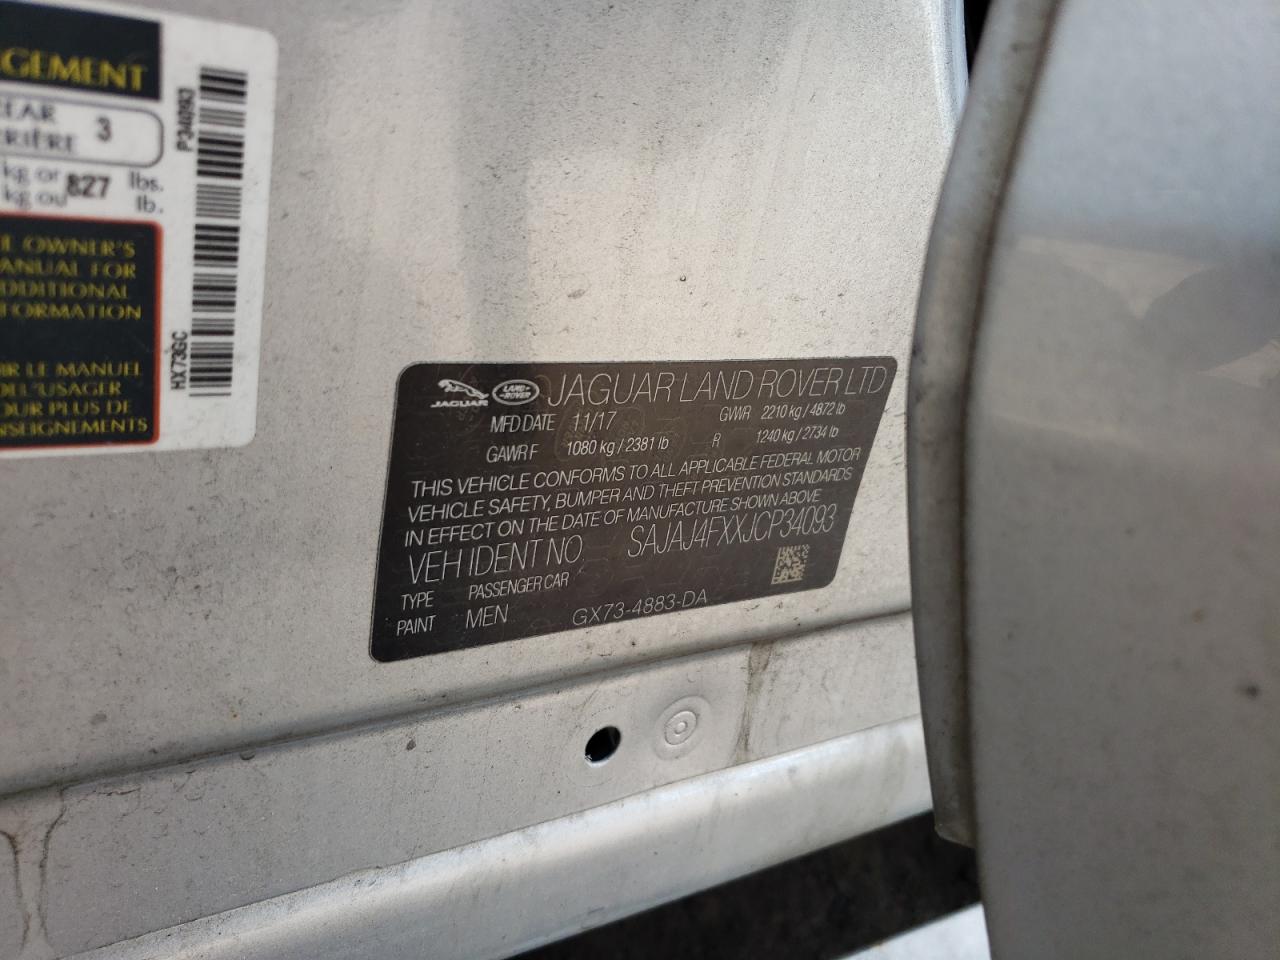 GEMENT
3
kg or 827 lbs.
kg ou lb.
OWNER'S
ANUAL FOR
DDITIONAL
FORMATION
IR LE MANUEL
DE L'USAGER
OUR PLUS DE
NSEIGNEMENTS
P34093
HX73GC
JAGUAR LAND ROVER JAGUAR LAND ROVER LTD
MFD DATE 11/17 GVWR 2210 kg / 4872 lb
GAWR F 1080 kg / 2381 lb R 1240 kg / 2734 lb
THIS VEHICLE CONFORMS TO ALL APPLICABLE FEDERAL MOTOR
VEHICLE SAFETY, BUMPER AND THEFT PREVENTION STANDARDS
IN EFFECT ON THE DATE OF MANUFACTURE SHOWN ABOVE
VEH IDENT NO. SAJAJ4FXXJCP34093
TYPE PASSENGER CAR
PAINT MEN GX73-4883-DA